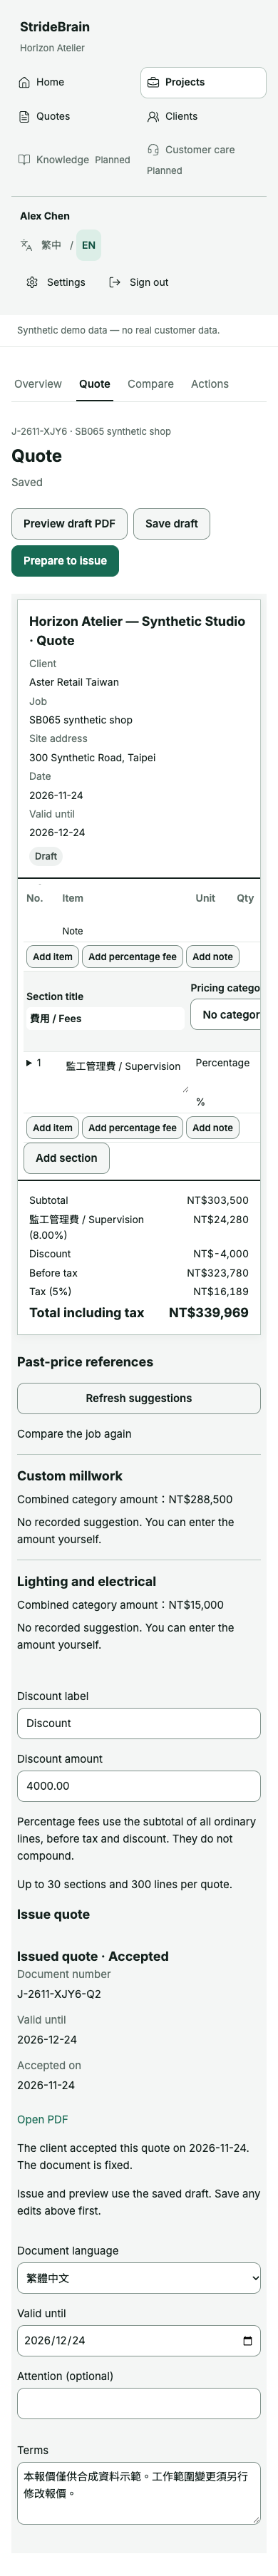 StrideBrain
Horizon Atelier
Home
Projects
Quotes
Clients
Knowledge Planned
Customer care
Planned
Alex Chen
繁中 / EN
Settings
Sign out
Synthetic demo data — no real customer data.
Overview Quote Compare Actions
J-2611-XJY6 · SB065 synthetic shop
Quote
Saved
Preview draft PDF
Save draft
Prepare to issue
Horizon Atelier — Synthetic Studio
· Quote
Client
Aster Retail Taiwan
Job
SB065 synthetic shop
Site address
300 Synthetic Road, Taipei
Date
2026-11-24
Valid until
2026-12-24
Draft
No. Item Unit Qty
Note
Add item Add percentage fee Add note
Section title
Pricing catego
費用 / Fees
No categor
1 監工管理費 / Supervision Percentage
%
Add item Add percentage fee Add note
Add section
Subtotal NT$303,500
監工管理費 / Supervision NT$24,280
(8.00%)
Discount NT$-4,000
Before tax NT$323,780
Tax (5%) NT$16,189
Total including tax NT$339,969
Past-price references
Refresh suggestions
Compare the job again
Custom millwork
Combined category amount：NT$288,500
No recorded suggestion. You can enter the
amount yourself.
Lighting and electrical
Combined category amount：NT$15,000
No recorded suggestion. You can enter the
amount yourself.
Discount label
Discount
Discount amount
4000.00
Percentage fees use the subtotal of all ordinary
lines, before tax and discount. They do not
compound.
Up to 30 sections and 300 lines per quote.
Issue quote
Issued quote · Accepted
Document number
J-2611-XJY6-Q2
Valid until
2026-12-24
Accepted on
2026-11-24
Open PDF
The client accepted this quote on 2026-11-24.
The document is fixed.
Issue and preview use the saved draft. Save any
edits above first.
Document language
繁體中文
Valid until
2026/12/24
Attention (optional)
Terms
本報價僅供合成資料示範。工作範圍變更須另行
修改報價。